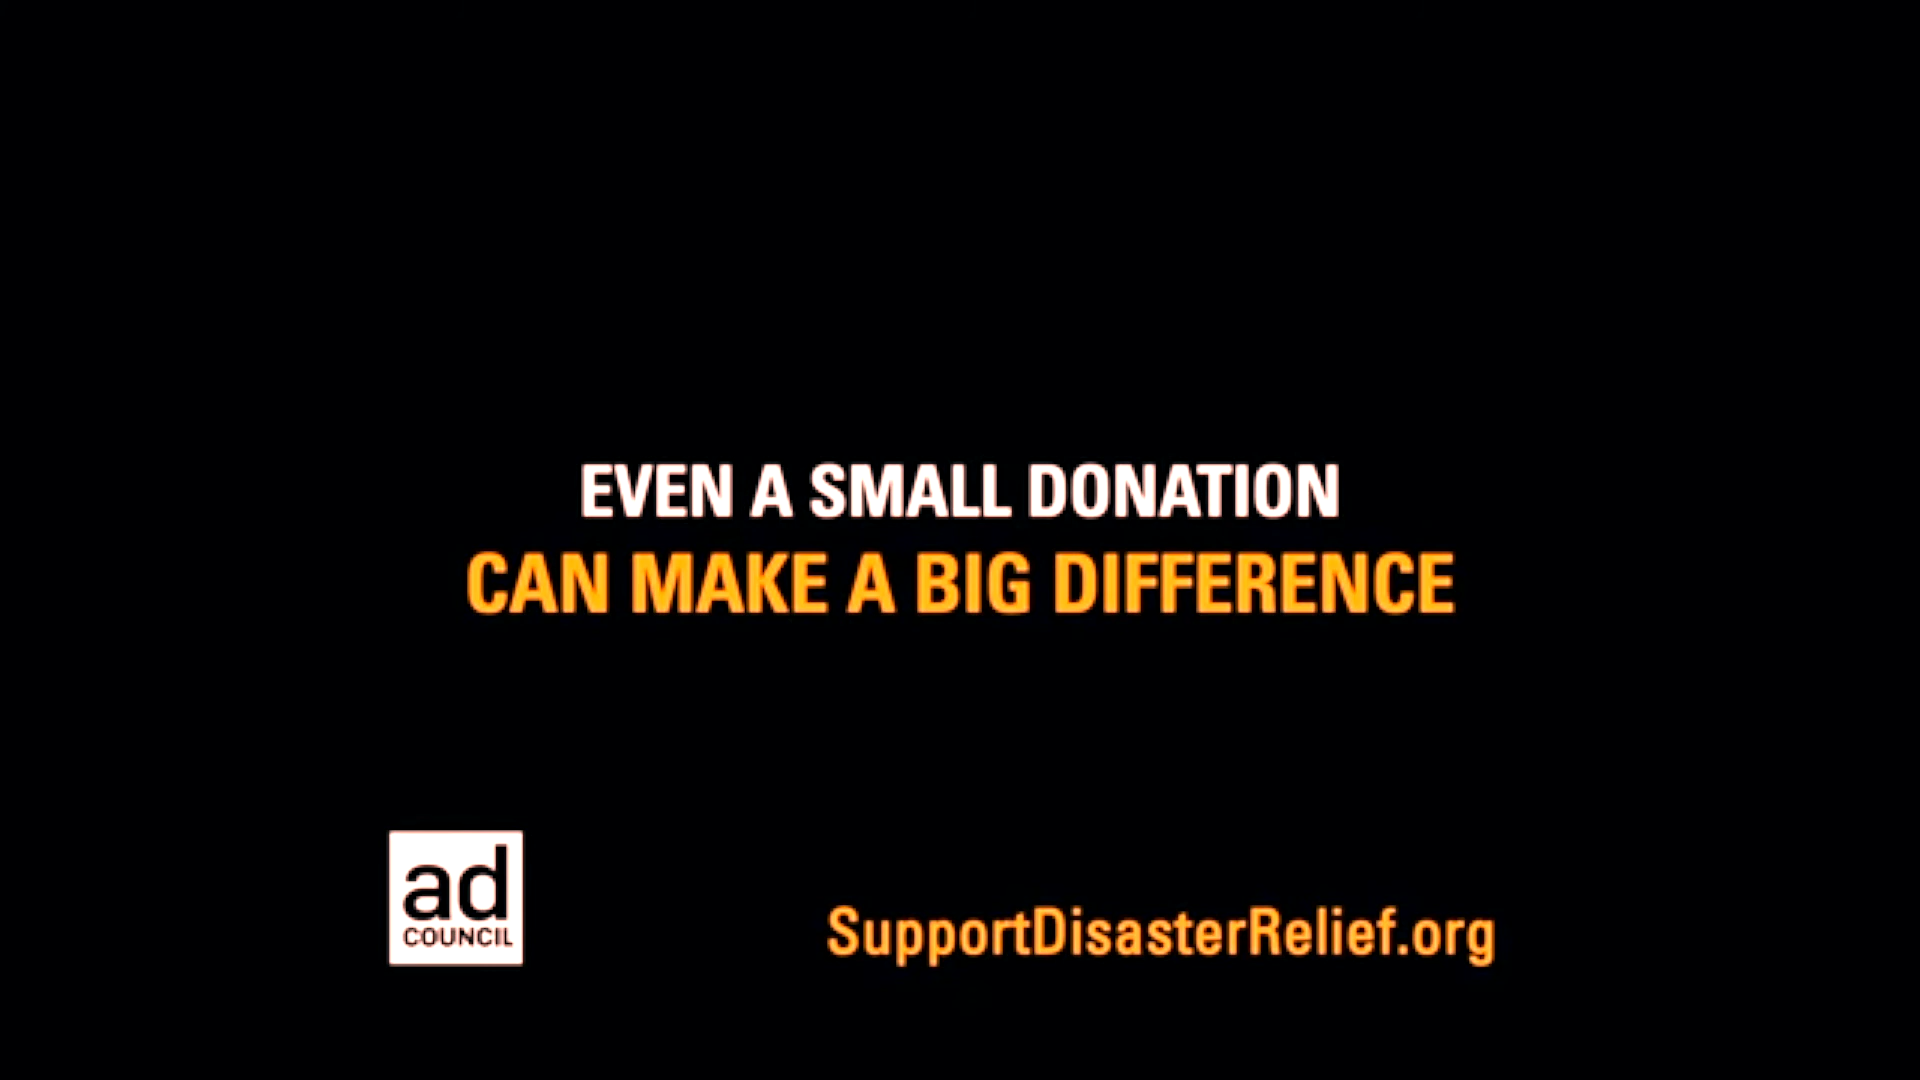 EVEN A SMALL DONATION
CAN MAKE A BIG DIFFERENCE
ad
COUNCIL
SupportDisasterRelief.org